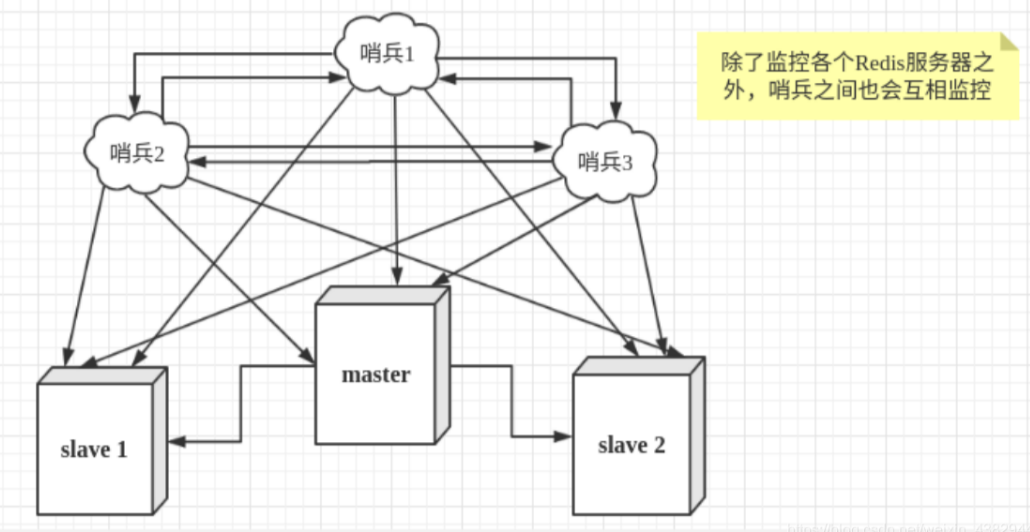 哨兵1
除了监控各个Redis服务器之
外，哨兵之间也会互相监控
哨兵2
哨兵3
master
slave 1
slave 2